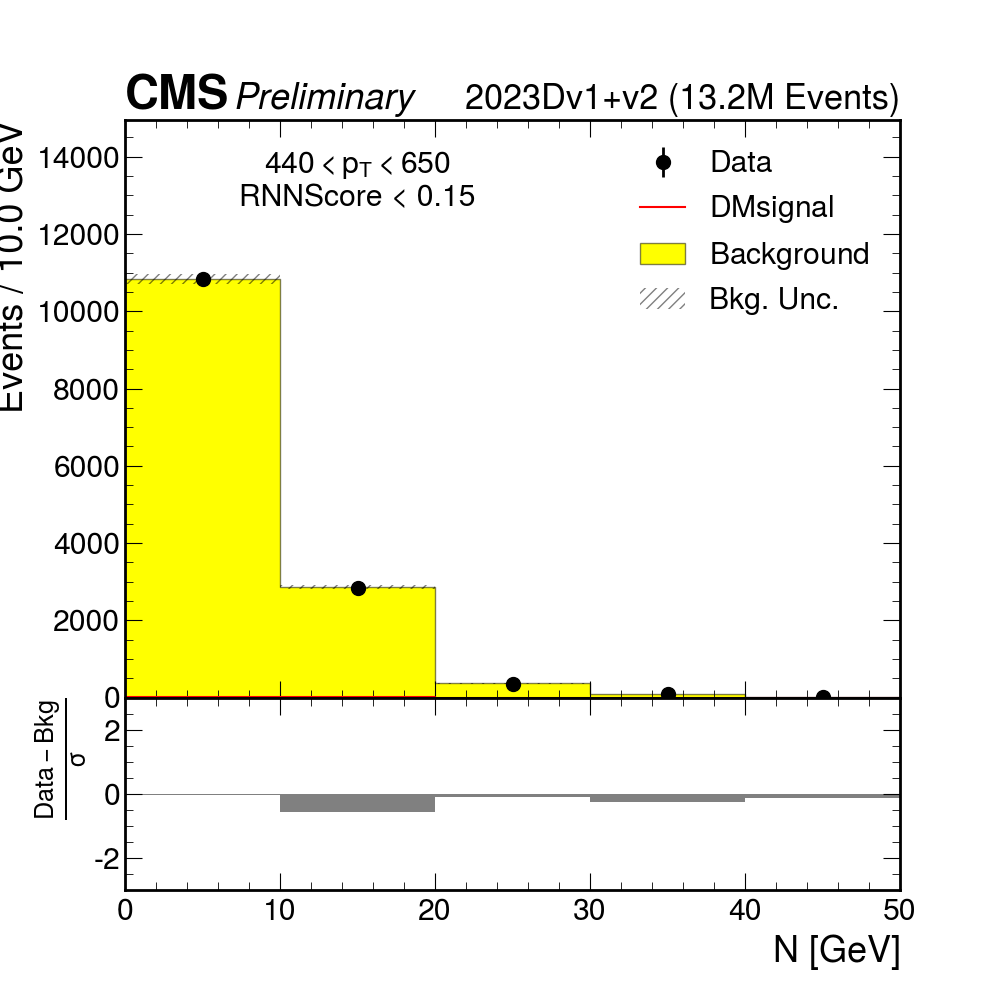 CMS Preliminary 2023Dv1+v2 (13.2M Events)
Events / 10.0 GeV
14000
12000
10000
8000
6000
4000
2000
0
440 < pT < 650
RNNScore < 0.15
Data
DMsignal
Background
Bkg. Unc.
Data – Bkg
σ
2
0
-2
0 10 20 30 40 50
N [GeV]